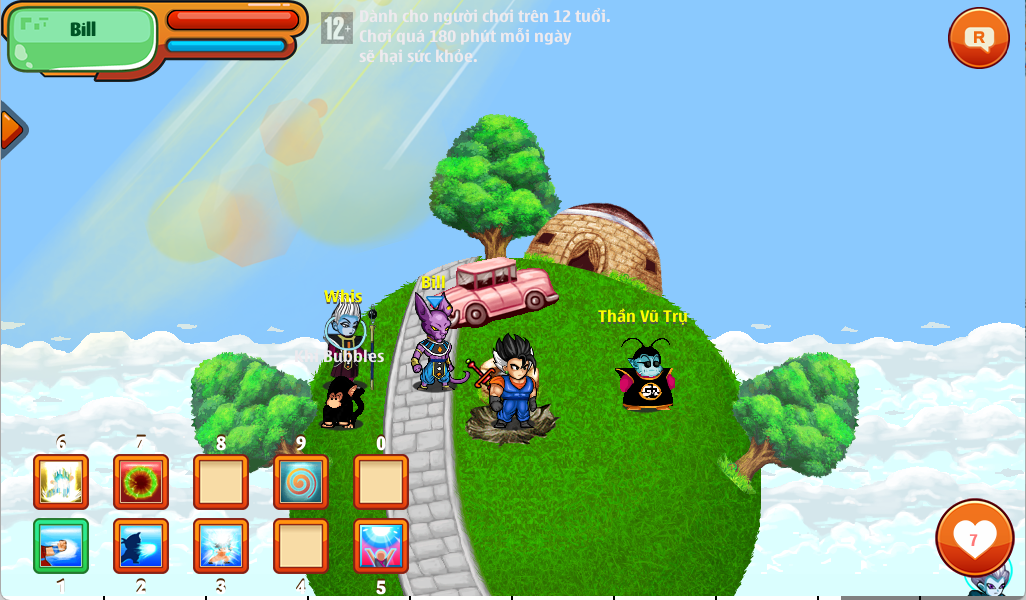 Bill
12+
Dành cho người chơi trên 12 tuổi.
Chơi quá 180 phút mỗi ngày
sẽ hại sức khỏe.
R
Bill
Whis
Thần Vũ Trụ
Bubbles
6 7 8 9 0
1 2 3 4 5
7